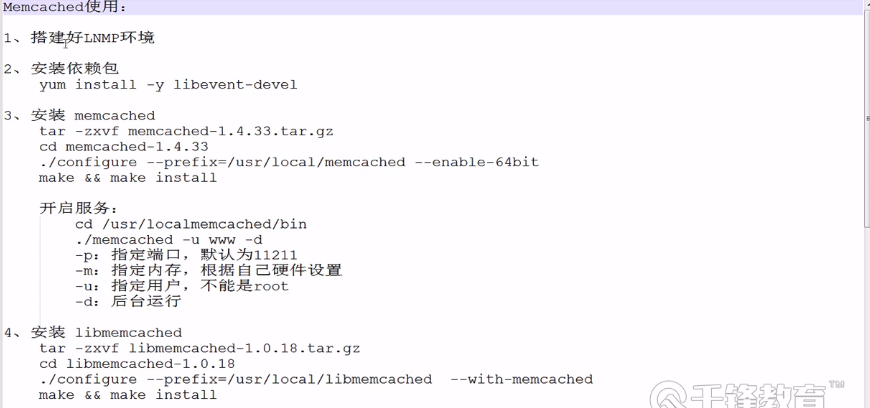 Memcached使用：
1、搭建好LNMP环境
2、安装依赖包
yum install -y libevent-devel
3、安装 memcached
tar -zxvf memcached-1.4.33.tar.gz
cd memcached-1.4.33
./configure --prefix=/usr/local/memcached --enable-64bit
make && make install
开启服务：
cd /usr/localmemcached/bin
./memcached -u www -d
-p：指定端口，默认为11211
-m：指定内存，根据自己硬件设置
-u：指定用户，不能是root
-d：后台运行
4、安装 libmemcached
tar -zxvf libmemcached-1.0.18.tar.gz
cd libmemcached-1.0.18
./configure --prefix=/usr/local/libmemcached --with-memcached
make && make install
千锋教育™